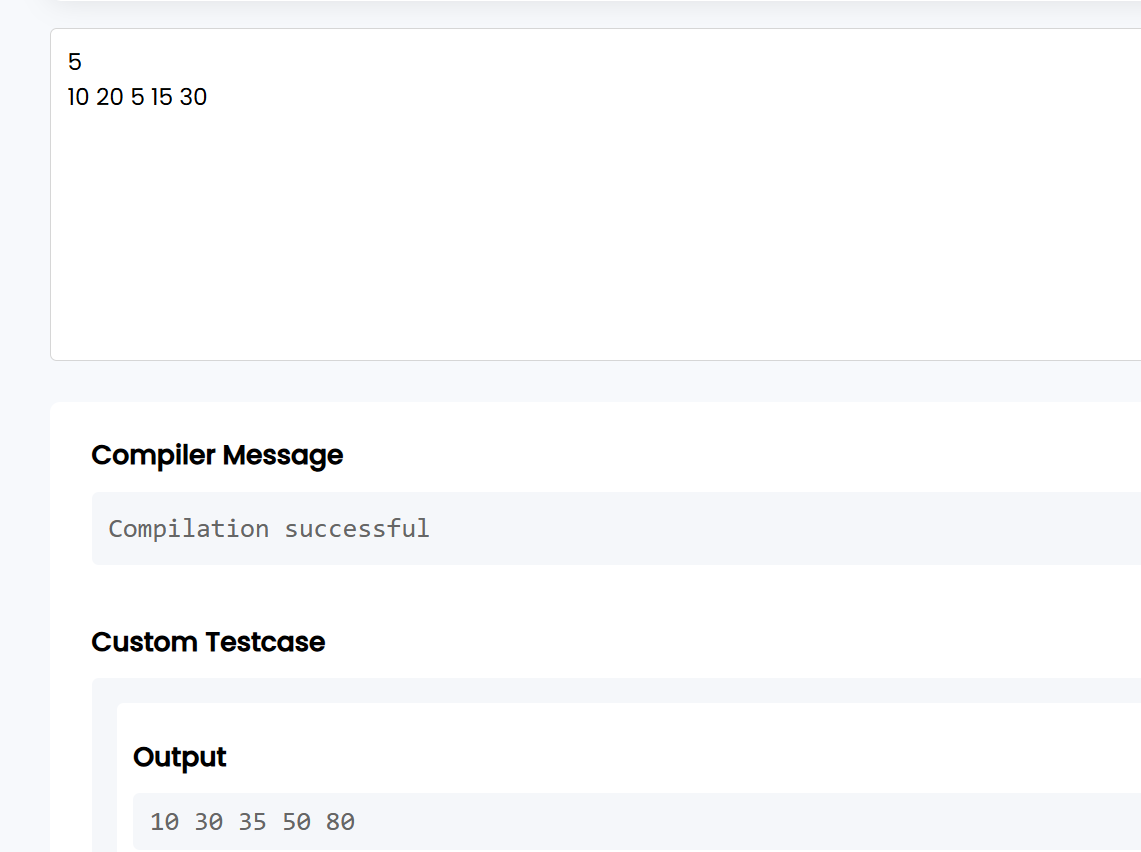 5
10 20 5 15 30
Compiler Message
Compilation successful
Custom Testcase
Output
10 30 35 50 80